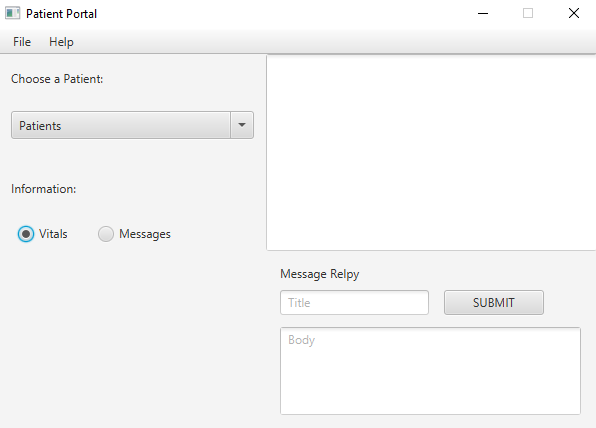 Patient Portal
File Help
Choose a Patient:
Patients
Information:
Vitals Messages
Message Relpy
Title SUBMIT
Body